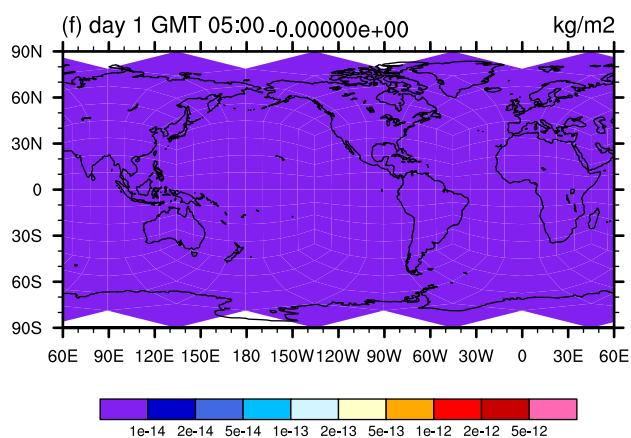 (f) day 1 GMT 05:00 -0.00000e+00 kg/m2
90N
60N
30N
0
30S
60S
90S
60E 90E 120E 150E 180 150W 120W 90W 60W 30W 0 30E 60E
1e-14 2e-14 5e-14 1e-13 2e-13 5e-13 1e-12 2e-12 5e-12